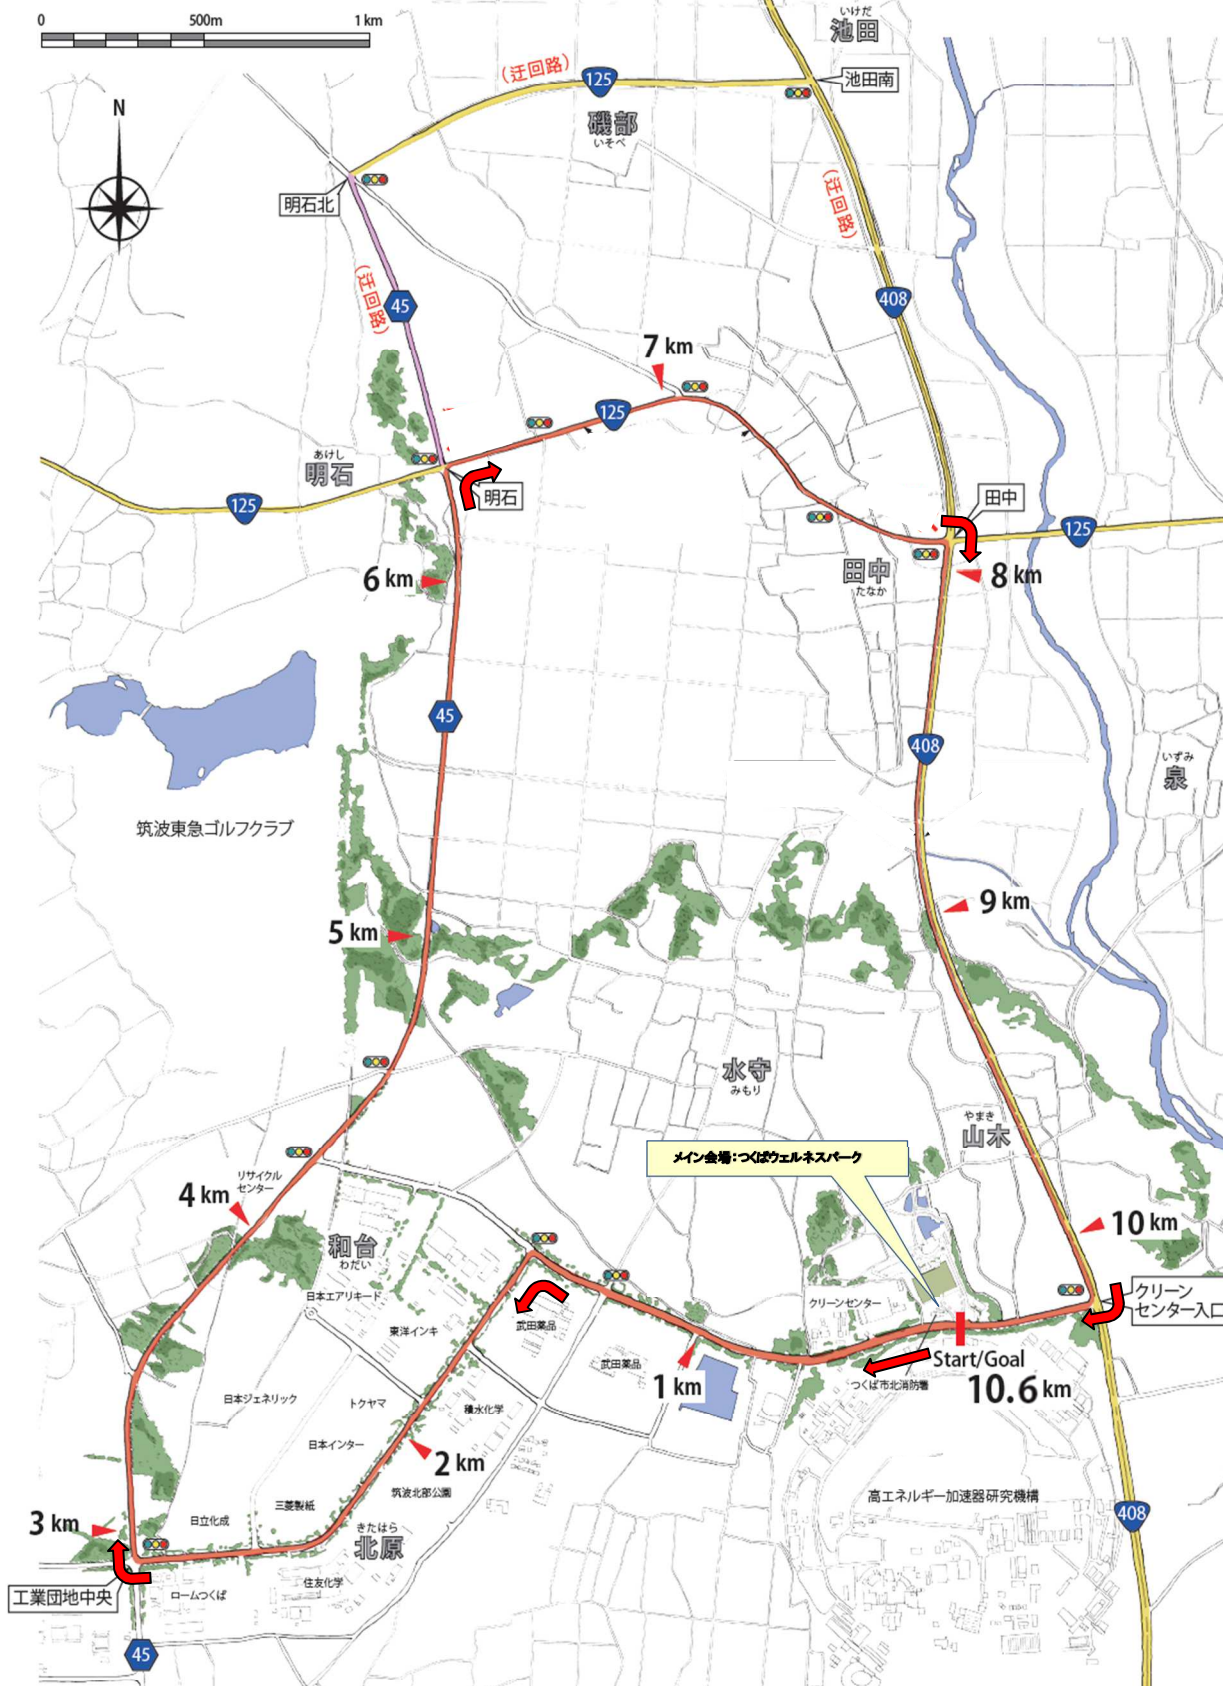 0
500m
1 km
いけだ
池田
(迂回路)
125
池田南
磯部
いそべ
N
明石北
(迂回路)
(迂回路)
45
408
7 km
125
あけし
明石
明石
田中
125
125
6 km
田中
たなか
8 km
45
408
いずみ
泉
筑波東急ゴルフクラブ
9 km
5 km
水守
みもり
やまき
山木
メイン会場：つくばウェルネスパーク
リサイクル
センター
4 km
10 km
和台
わだい
日本エアリキード
クリーンセンター
クリーン
センター入口
東洋インキ
武田薬品
武田薬品
Start/Goal
10.6 km
つくば市北消防署
1 km
日本ジェネリック
トクヤマ
積水化学
日本インター
2 km
筑波北部公園
高エネルギー加速器研究機構
三菱製紙
日立化成
408
3 km
きたはら
北原
住友化学
工業団地中央
ロームつくば
45